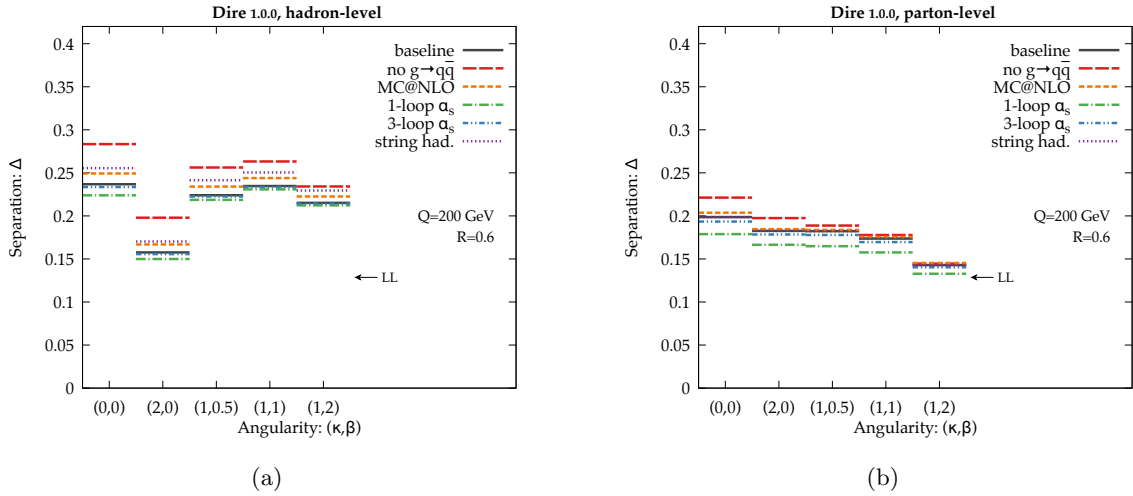 Dire 1.0.0, hadron-level
Separation: Δ
0.4
0.35
0.3
0.25
0.2
0.15
0.1
0.05
0
baseline
no g→qq̅
MC@NLO
1-loop αs
3-loop αs
string had.
Q=200 GeV
R=0.6
LL
(0,0) (2,0) (1,0.5) (1,1) (1,2)
Angularity: (κ,β)
(a)
Dire 1.0.0, parton-level
Separation: Δ
0.4
0.35
0.3
0.25
0.2
0.15
0.1
0.05
0
baseline
no g→qq̅
MC@NLO
1-loop αs
3-loop αs
string had.
Q=200 GeV
R=0.6
LL
(0,0) (2,0) (1,0.5) (1,1) (1,2)
Angularity: (κ,β)
(b)